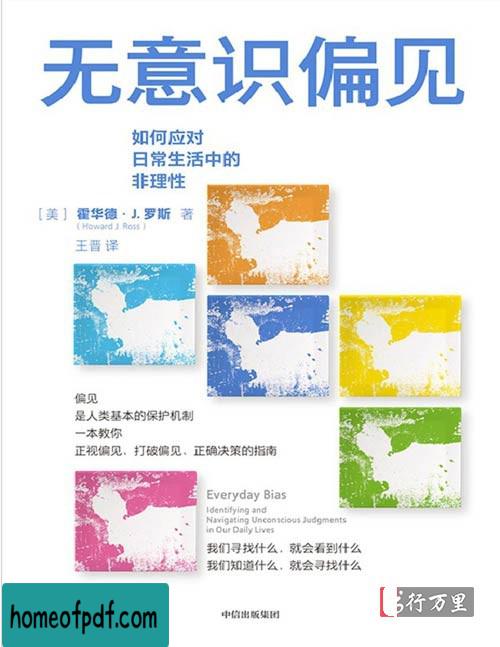 无意识偏见
如何应对
日常生活中的
非理性
[美] 霍华德·J. 罗斯 著
(Howard J. Ross)
王晋 译
偏见
是人类基本的保护机制
一本教你
正视偏见、打破偏见、正确决策的指南
Everyday Bias
Identifying and
Navigating Unconscious Judgments
in Our Daily Lives
我们寻找什么，就会看到什么
我们知道什么，就会寻找什么
homeofpdf.com
中信出版集团
行万里